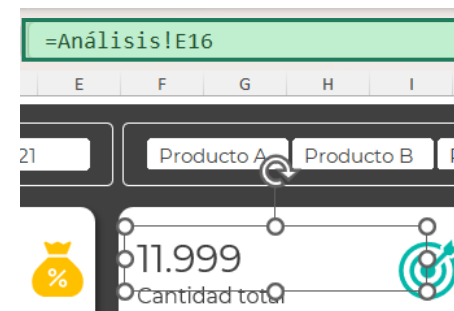 =Análisis!E16
E F G H I
21 Producto A Producto B
11.999
%
Cantidad total